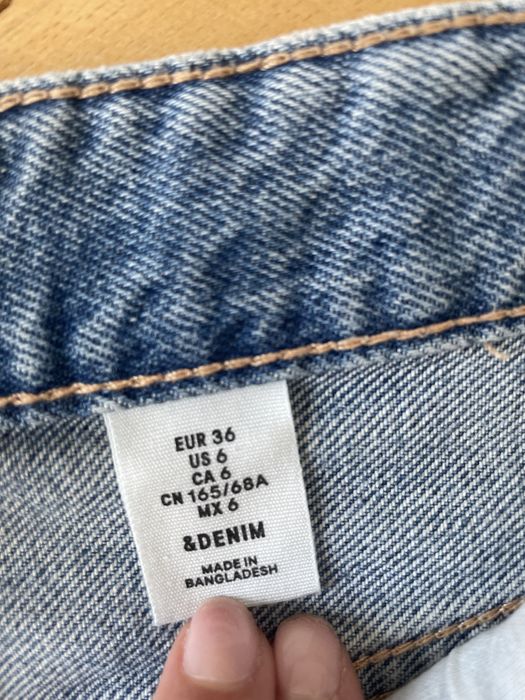 EUR 36
US 6
CA 6
CN 165/68A
MX 6
&DENIM
MADE IN
BANGLADESH